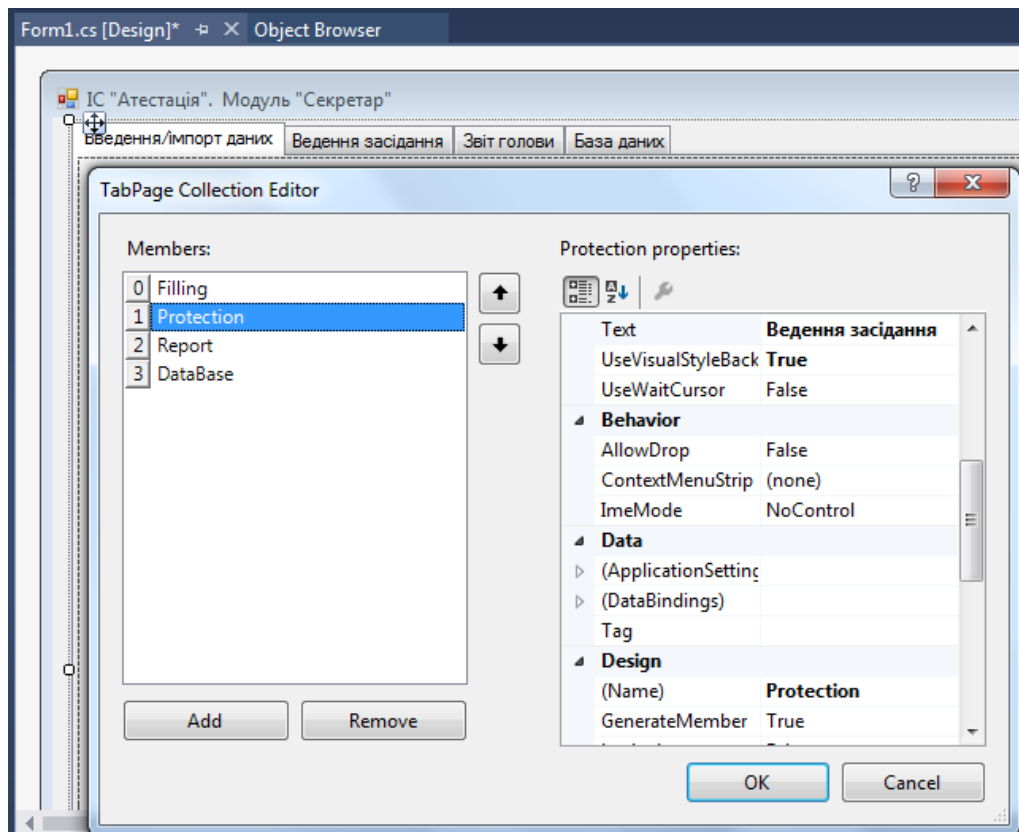 Form1.cs [Design]* Object Browser
ІС "Атестація". Модуль "Секретар"
Введення/імпорт даних Ведення засідання Звіт голови База даних
TabPage Collection Editor
Members:
Protection properties:
0 Filling
1 Protection
2 Report
3 DataBase
Add Remove
Text Ведення засідання
UseVisualStyleBack True
UseWaitCursor False
Behavior
AllowDrop False
ContextMenuStrip (none)
ImeMode NoControl
Data
(ApplicationSetting
(DataBindings)
Tag
Design
(Name) Protection
GenerateMember True
OK Cancel